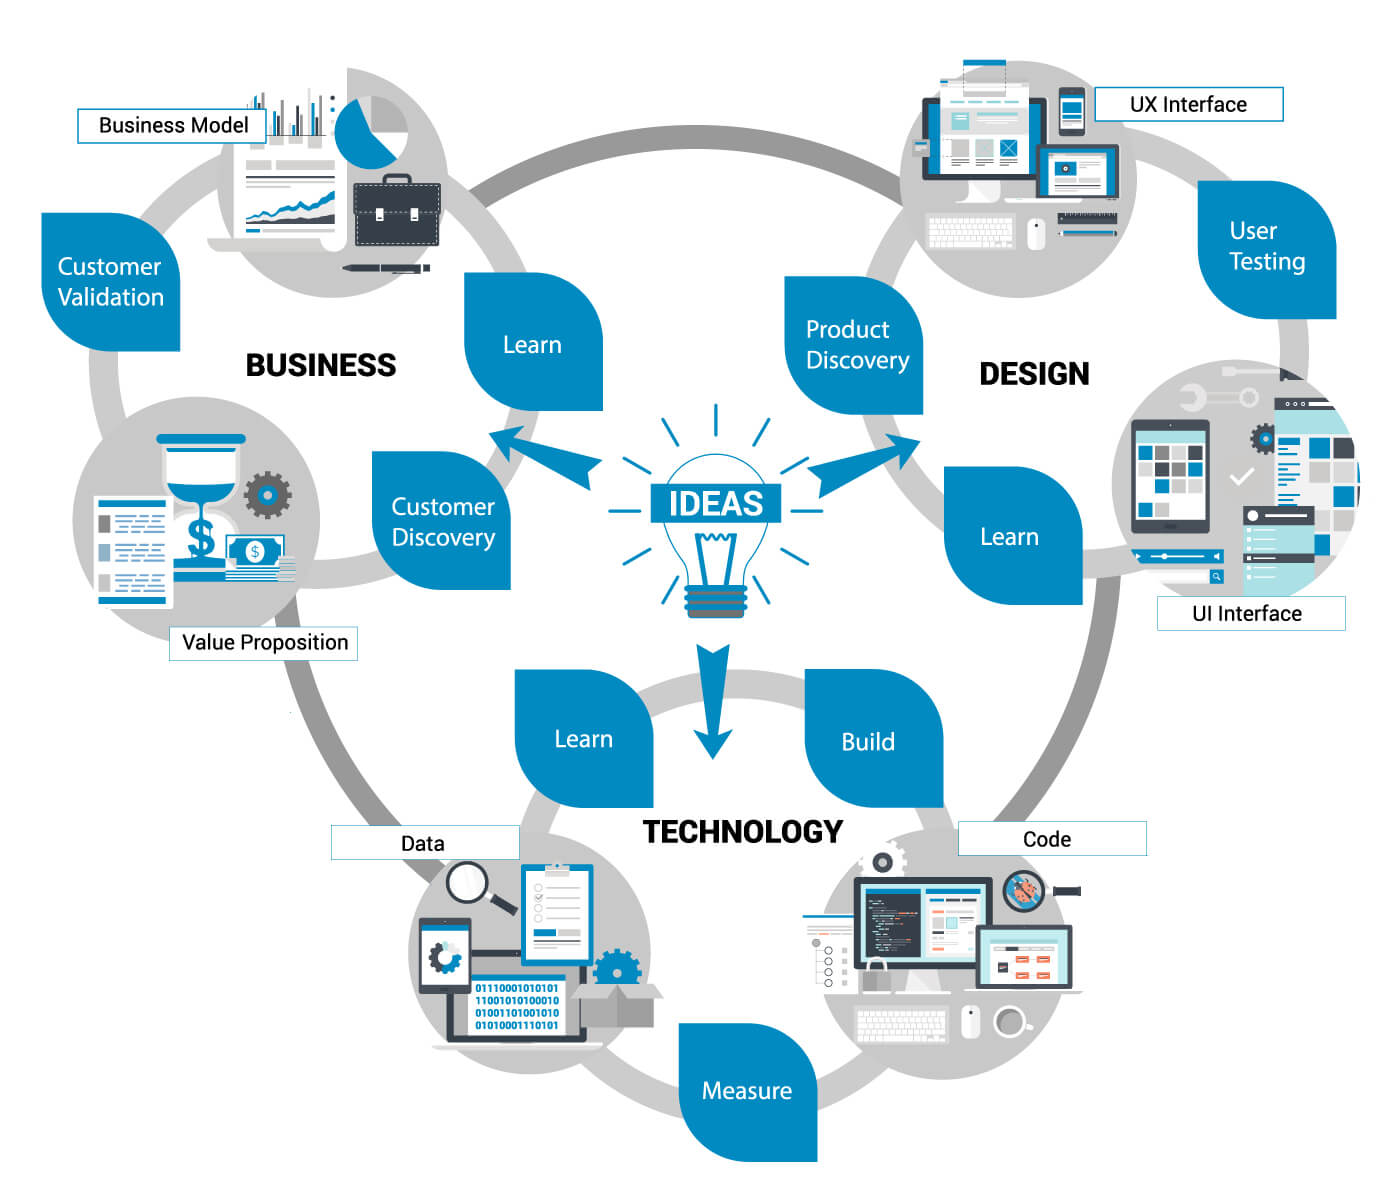 Business Model
UX Interface
Customer
Validation
User
Testing
Learn
Product
Discovery
BUSINESS
DESIGN
IDEAS
Customer
Discovery
Learn
$
$
UI Interface
Value Proposition
Learn
Build
TECHNOLOGY
Data
Code
01110001010101
11001010100010
01001101001010
01010001110101
Measure